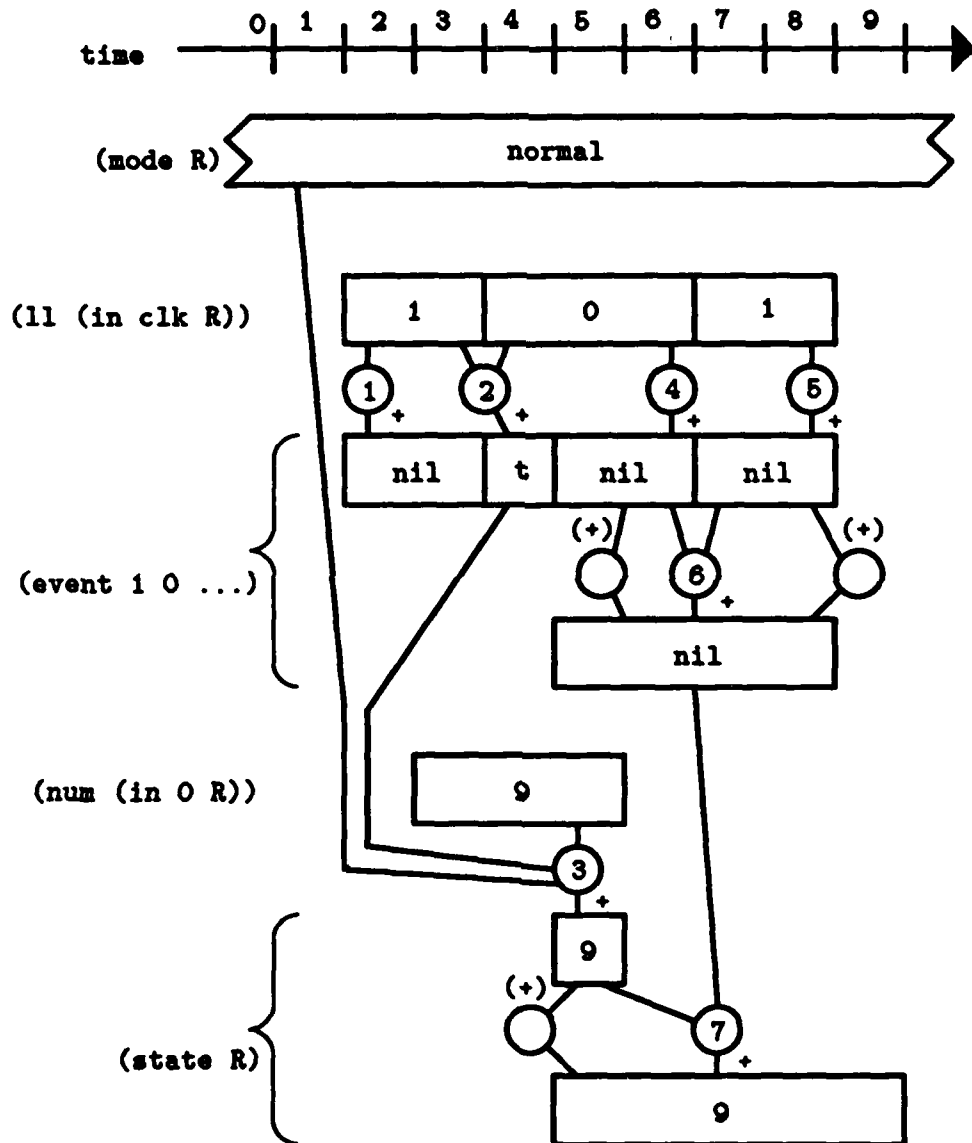 0 1 2 3 4 5 6 7 8 9
time
(mode R) normal
(ll (in clk R)) 1 0 1
1 2 4 5
+ + + +
nil t nil nil
(+) (+)
(event 1 0 ...) 6
+
nil
(num (in 0 R)) 9
3
+
9
(+)
7
(state R) +
9